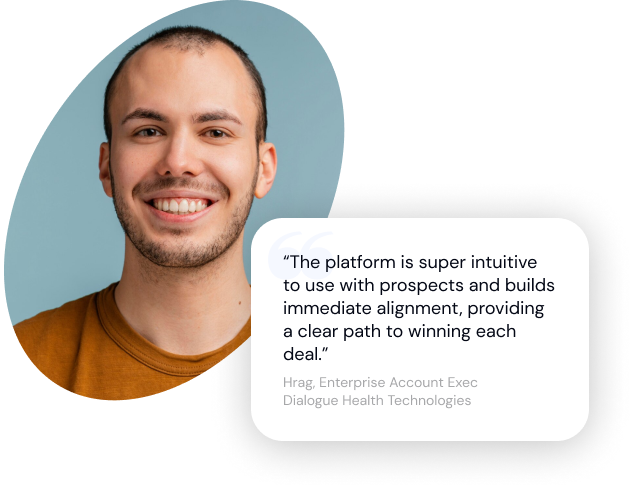 “The platform is super intuitive
to use with prospects and builds
immediate alignment, providing
a clear path to winning each
deal.”
Hrag, Enterprise Account Exec
Dialogue Health Technologies